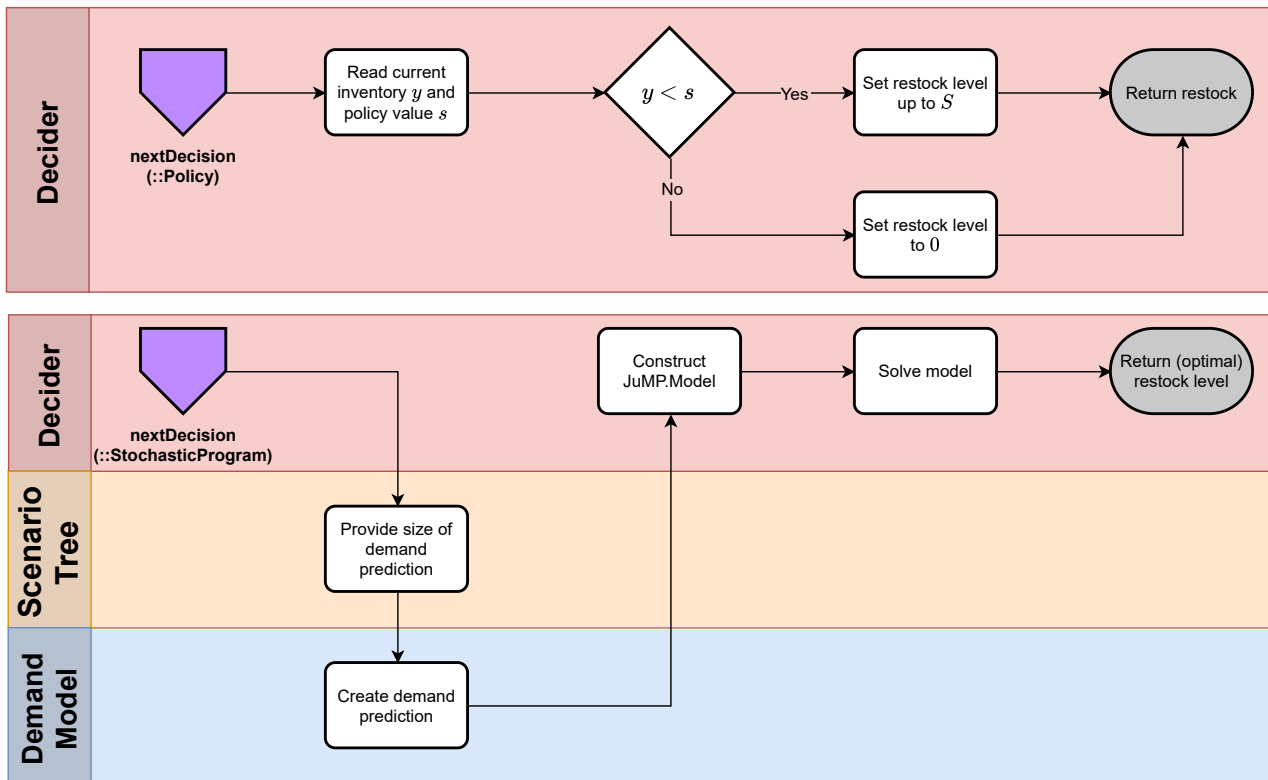 Decider
nextDecision
(::Policy)
Read current
inventory y and
policy value s
y < s
Yes
Set restock level
up to S
Return restock
No
Set restock level
to 0
Decider
nextDecision
(::StochasticProgram)
Construct
JuMP.Model
Solve model
Return (optimal)
restock level
Scenario
Tree
Provide size of
demand
prediction
Demand
Model
Create demand
prediction